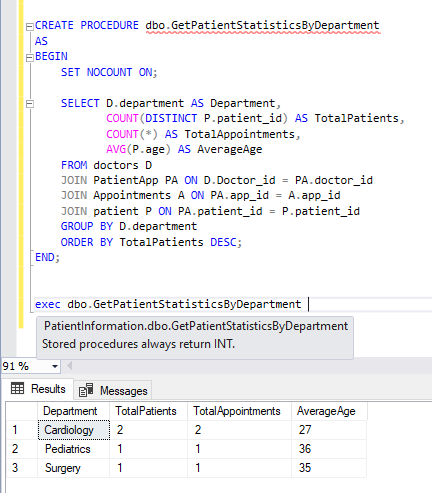 CREATE PROCEDURE dbo.GetPatientStatisticsByDepartment
AS
BEGIN
SET NOCOUNT ON;
SELECT D.department AS Department,
COUNT(DISTINCT P.patient_id) AS TotalPatients,
COUNT(*) AS TotalAppointments,
AVG(P.age) AS AverageAge
FROM doctors D
JOIN PatientApp PA ON D.Doctor_id = PA.doctor_id
JOIN Appointments A ON PA.app_id = A.app_id
JOIN patient P ON PA.patient_id = P.patient_id
GROUP BY D.department
ORDER BY TotalPatients DESC;
END;
exec dbo.GetPatientStatisticsByDepartment
PatientInformation.dbo.GetPatientStatisticsByDepartment
Stored procedures always return INT.
91 %
Results Messages
Department TotalPatients TotalAppointments AverageAge
1 Cardiology 2 2 27
2 Pediatrics 1 1 36
3 Surgery 1 1 35